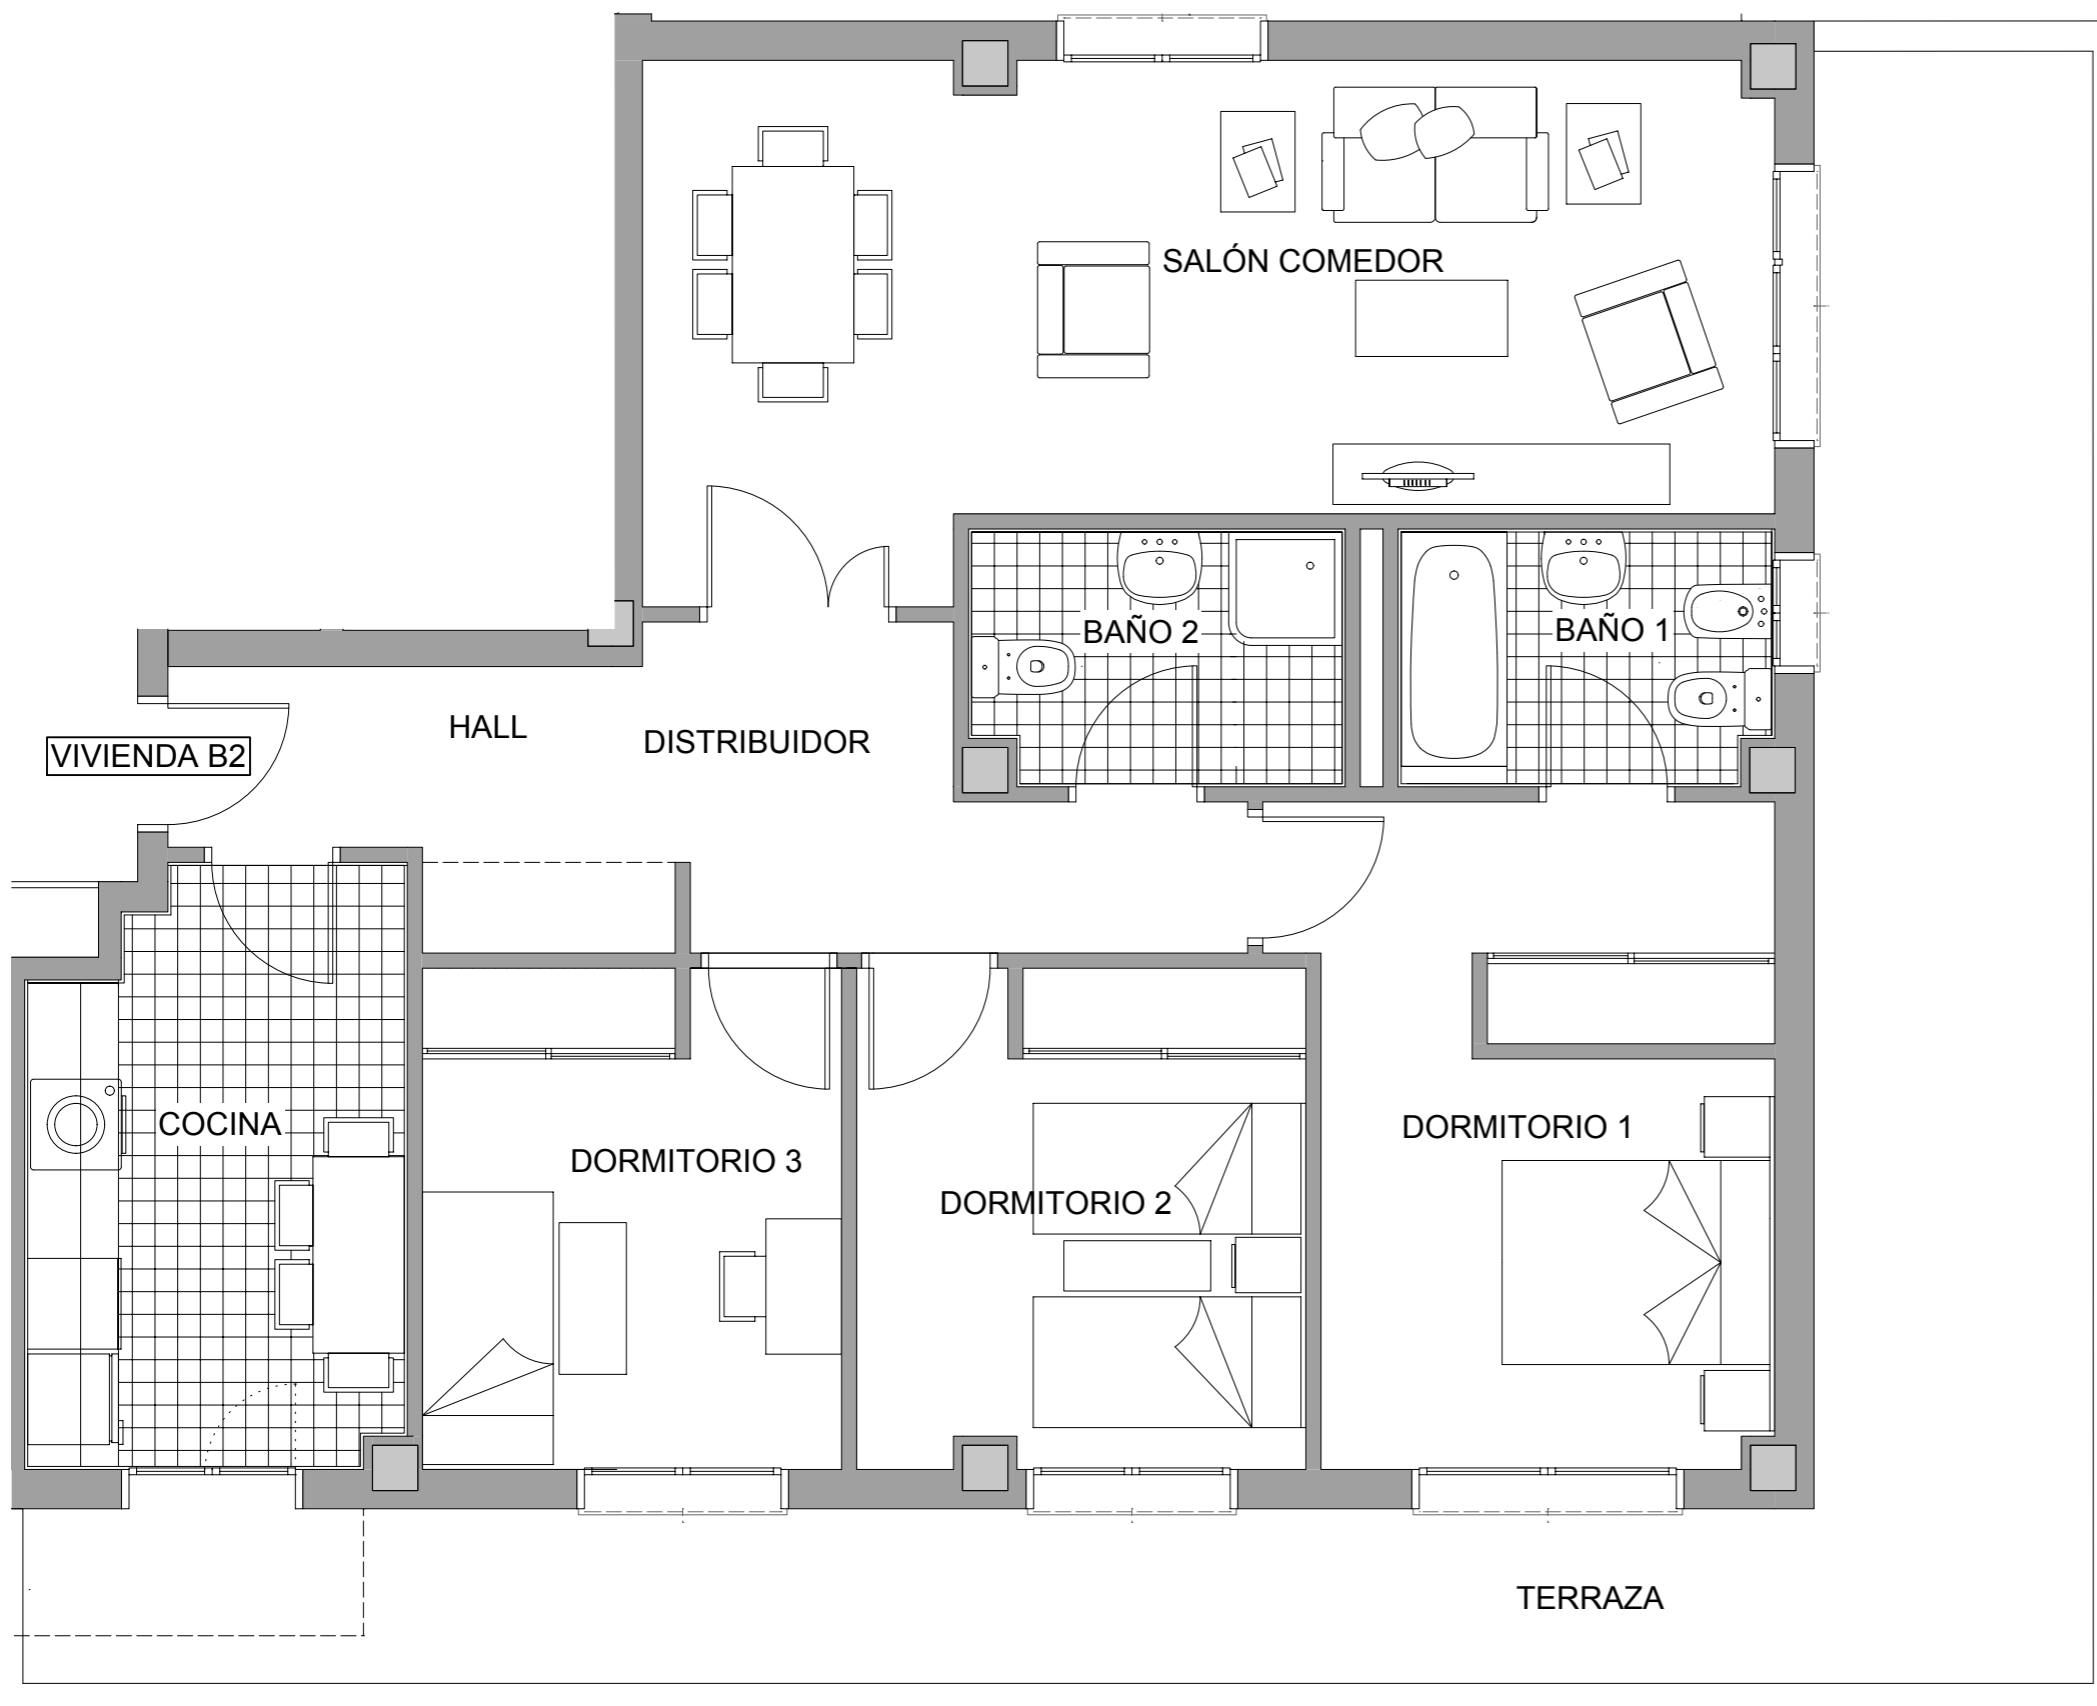 SALÓN COMEDOR
BAÑO 2
BAÑO 1
HALL
DISTRIBUIDOR
VIVIENDA B2
COCINA
DORMITORIO 3
DORMITORIO 2
DORMITORIO 1
TERRAZA